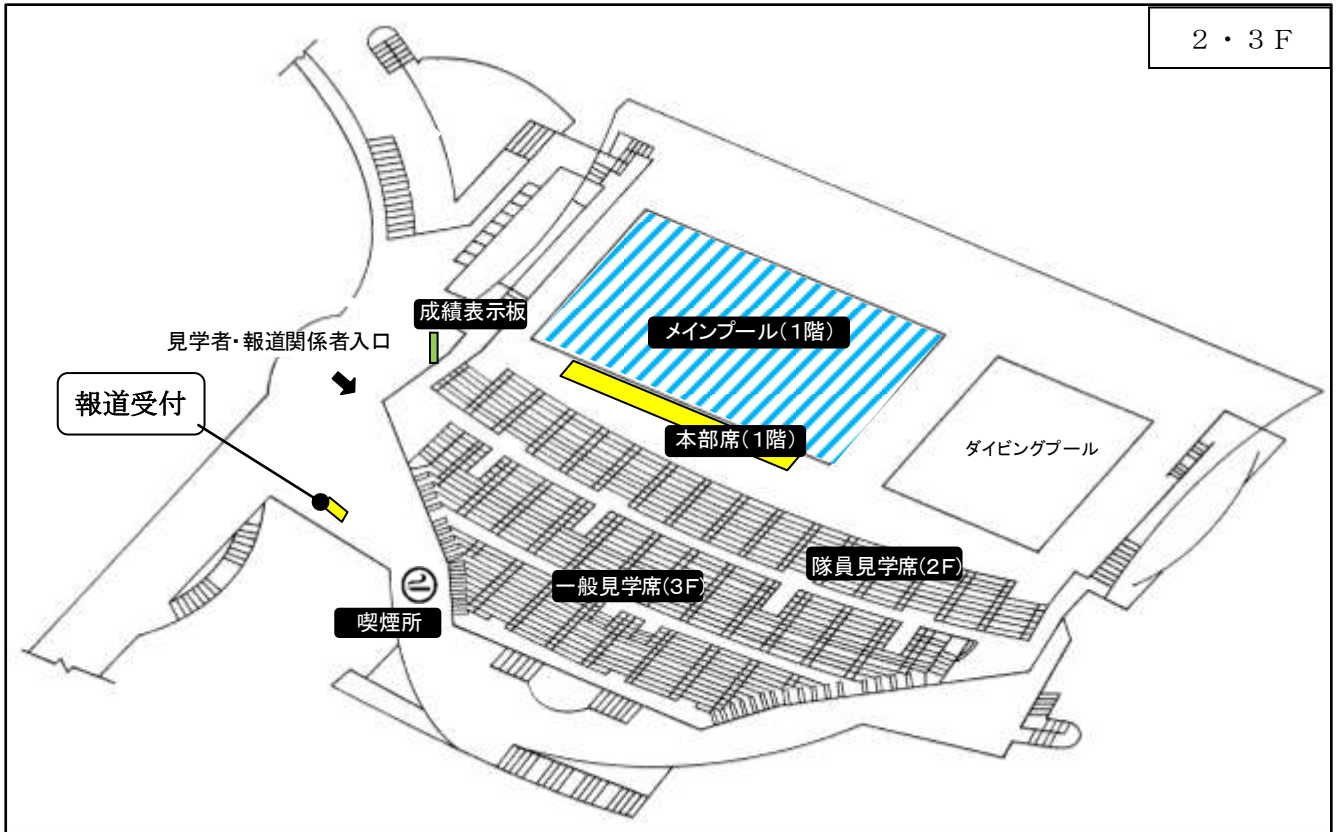 ２・３Ｆ
成績表示板
見学者・報道関係者入口
メインプール(１階)
報道受付
本部席(１階)
ダイビングプール
隊員見学席(２Ｆ)
一般見学席(３Ｆ)
喫煙所